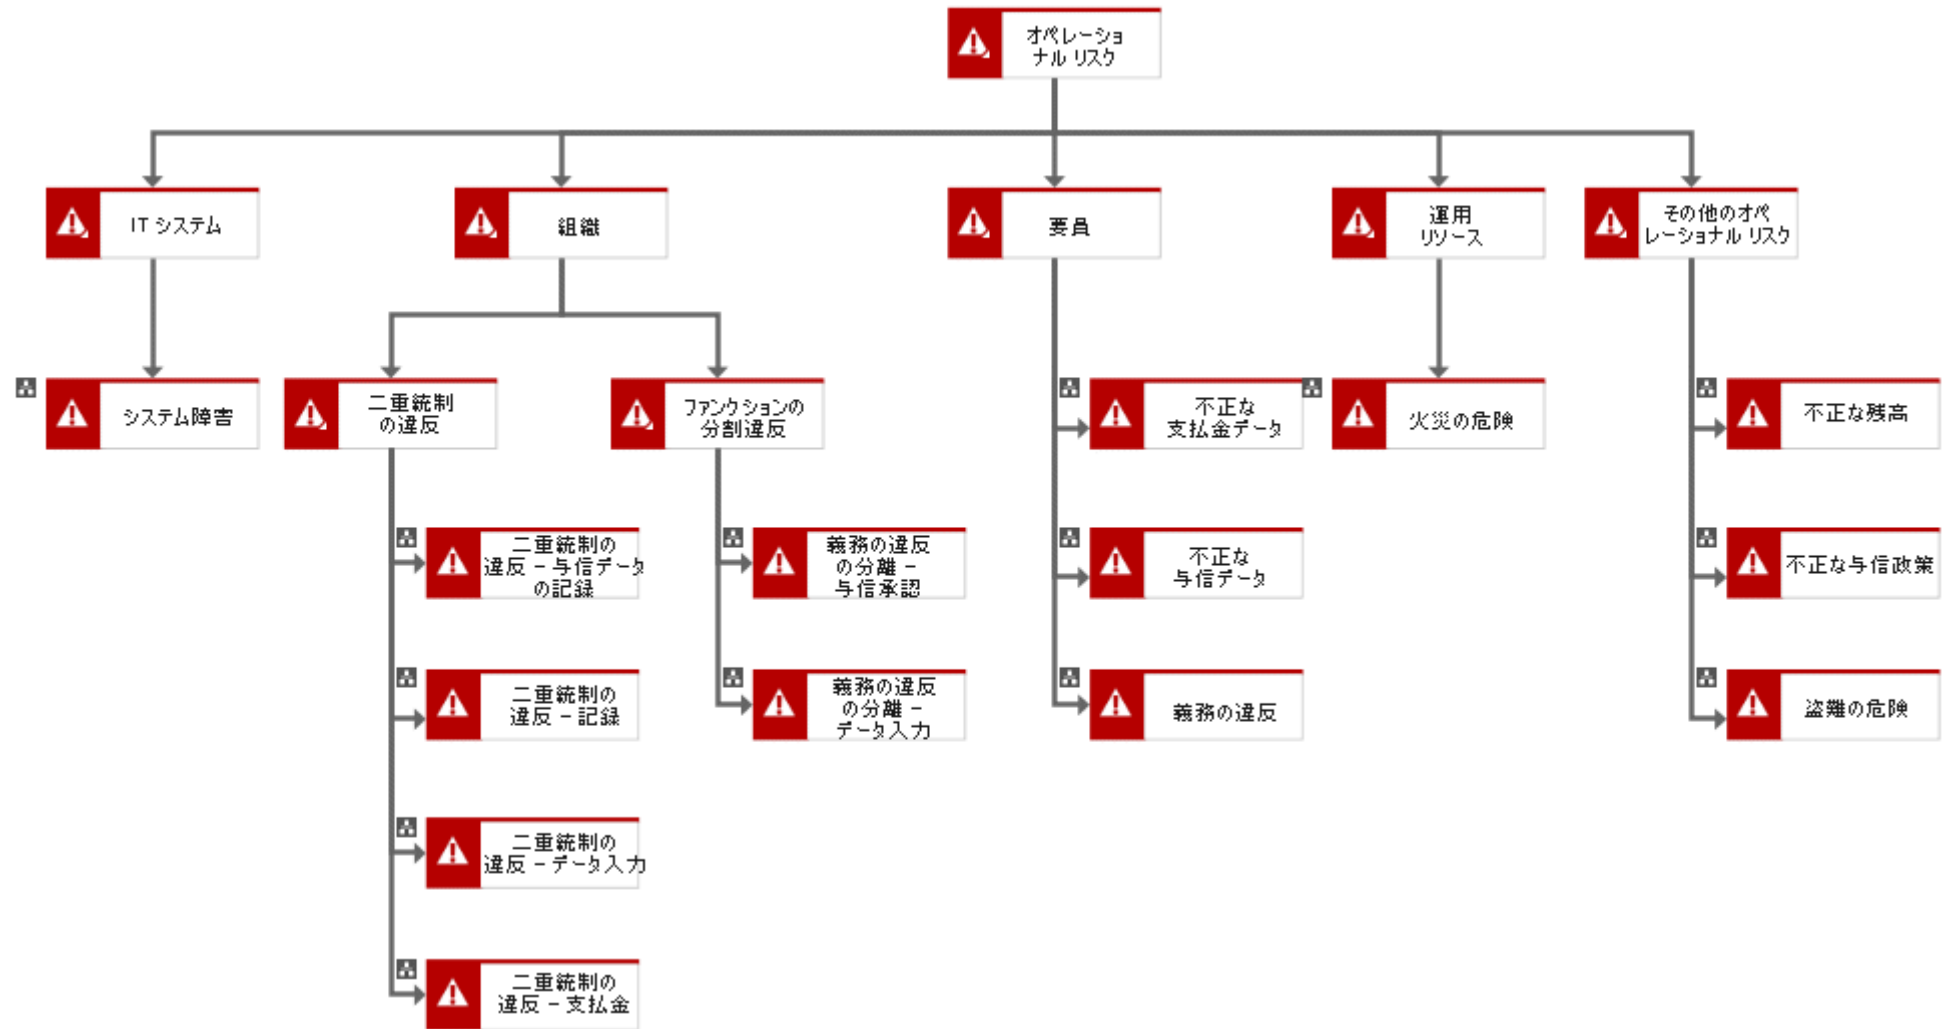 オペレーショ
ナル リスク
IT システム
組織
要員
運用
リソース
その他のオペ
レーショナル リスク
システム障害
二重統制
の違反
ファンクションの
分割違反
不正な
支払金データ
火災の危険
不正な残高
二重統制の
違反 – 与信データ
の記録
義務の違反
の分離 –
与信承認
不正な
与信データ
不正な与信政策
二重統制の
違反 – 記録
義務の違反
の分離 –
データ入力
義務の違反
盗難の危険
二重統制の
違反 – データ入力
二重統制の
違反 – 支払金